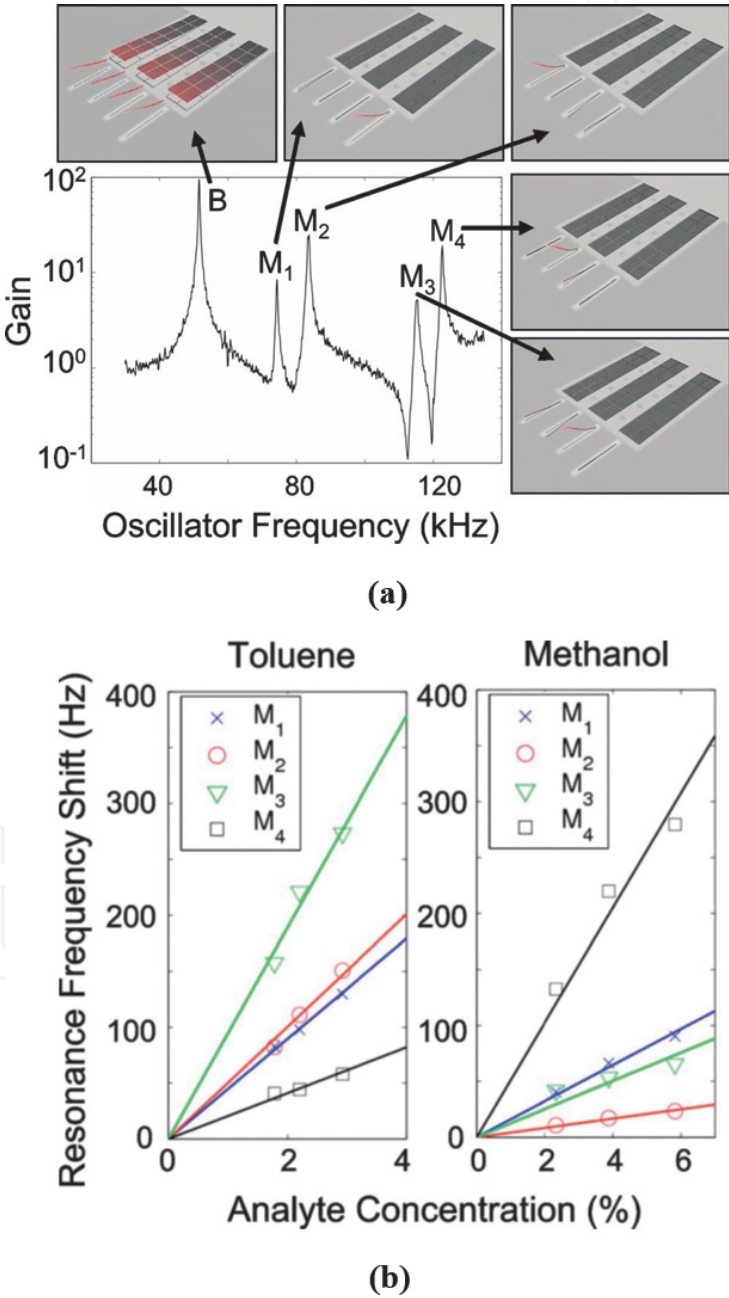 B
M1
M2
M3
M4
10^2
10^1
10^0
10^-1
Gain
40 80 120
Oscillator Frequency (kHz)
(a)
Toluene Methanol
Resonance Frequency Shift (Hz)
400 400
300 300
200 200
100 100
0 0
M1
M2
M3
M4
M1
M2
M3
M4
0 2 4
0 2 4 6
Analyte Concentration (%)
(b)